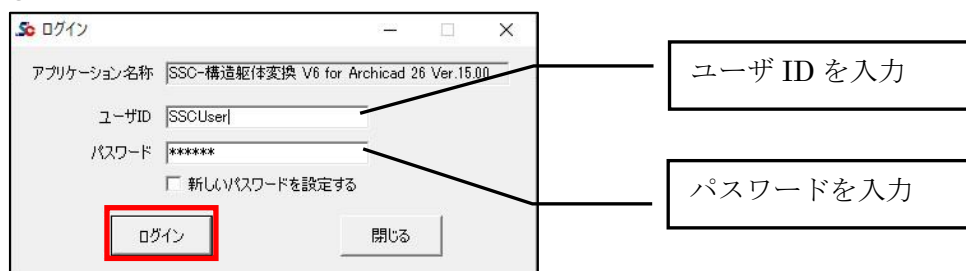 Sc ログイン
アプリケーション名称 SSC-構造躯体変換 V6 for Archicad 26 Ver.15.00
ユーザID SSCUser
パスワード ******
新しいパスワードを設定する
ログイン 閉じる
ユーザ ID を入力
パスワードを入力